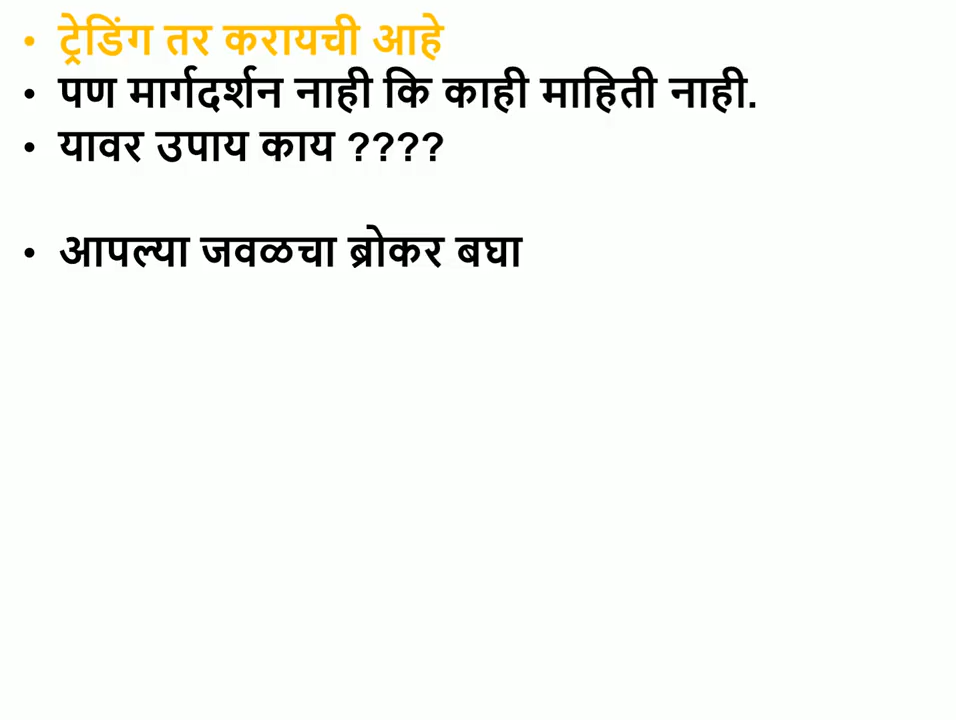 • ट्रेडिंग तर करायची आहे
• पण मार्गदर्शन नाही कि काही माहिती नाही.
• यावर उपाय काय ????
• आपल्या जवळचा ब्रोकर बघा